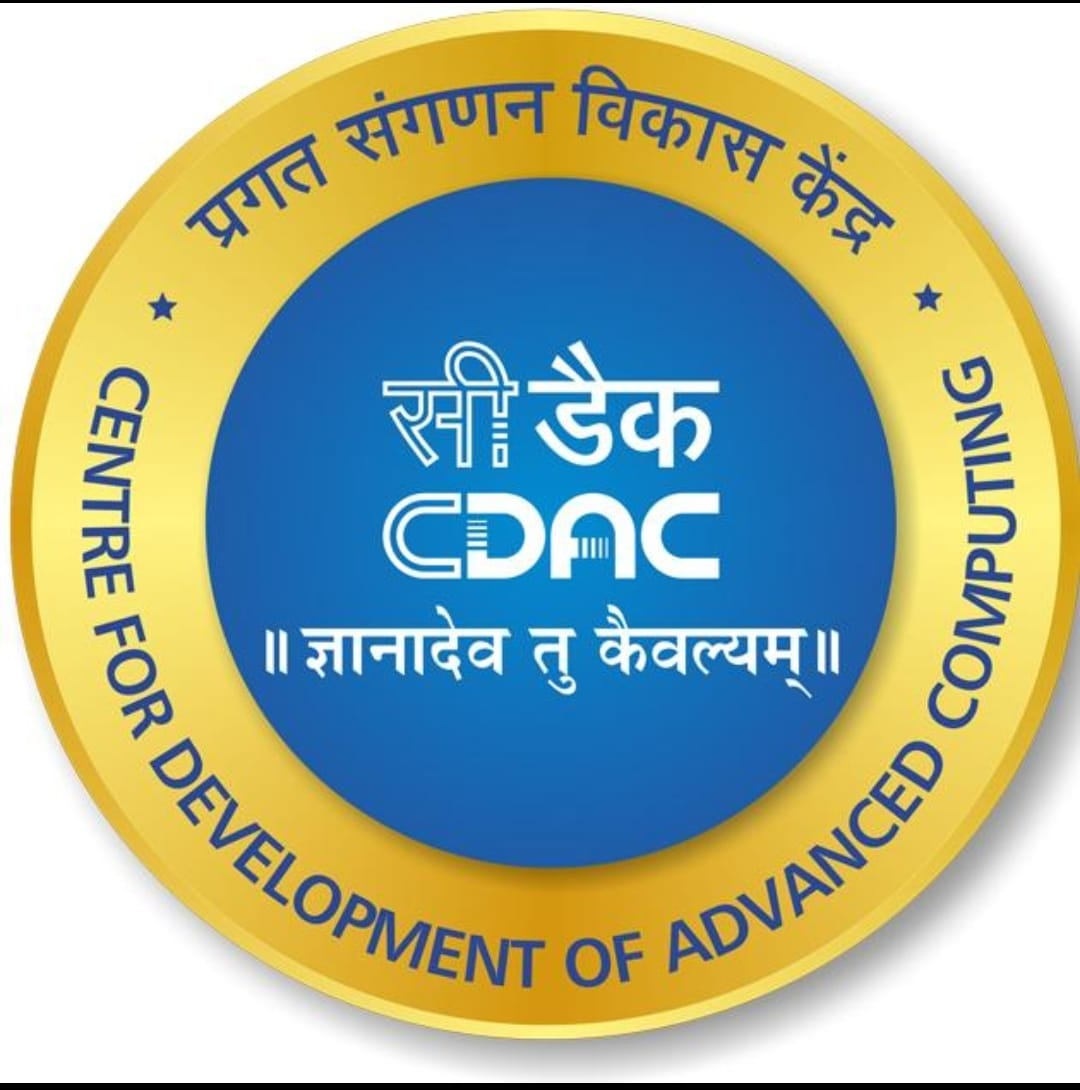 प्रगत संगणन विकास केंद्र
सी डैक
CDAC
॥ ज्ञानादेव तु कैवल्यम् ॥
CENTRE FOR DEVELOPMENT OF ADVANCED COMPUTING